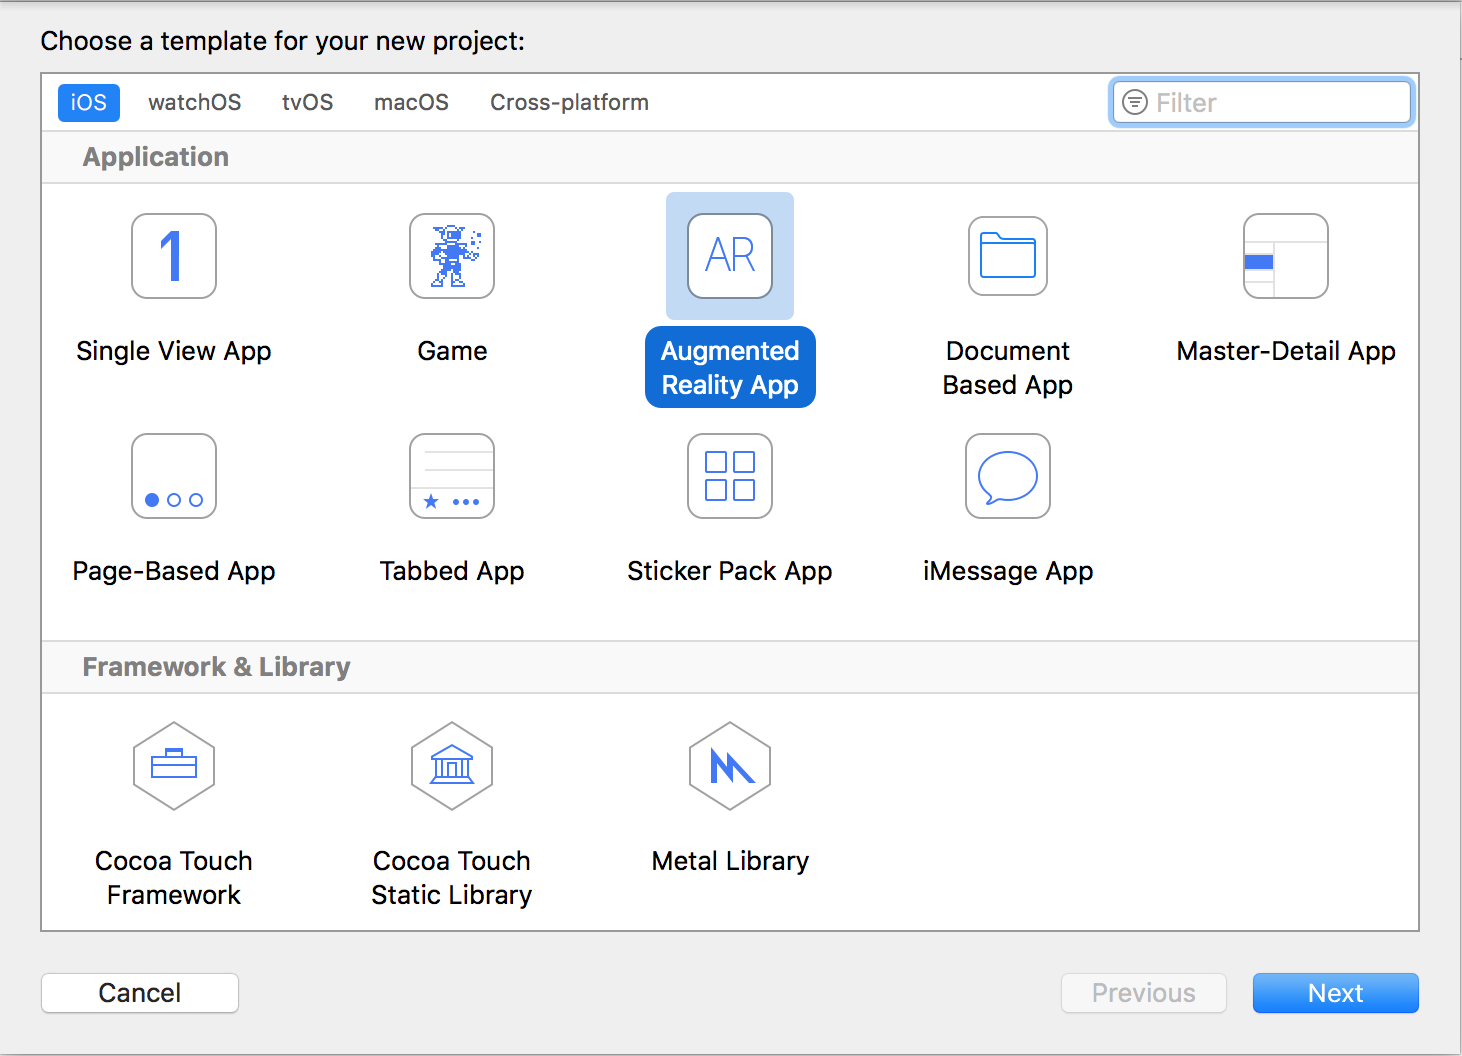 Choose a template for your new project:
iOS watchOS tvOS macOS Cross-platform Filter
Application
1 AR
Single View App Game Augmented Reality App Document Based App Master-Detail App
Page-Based App Tabbed App Sticker Pack App iMessage App
Framework & Library
Cocoa Touch Framework Cocoa Touch Static Library Metal Library
Cancel Previous Next